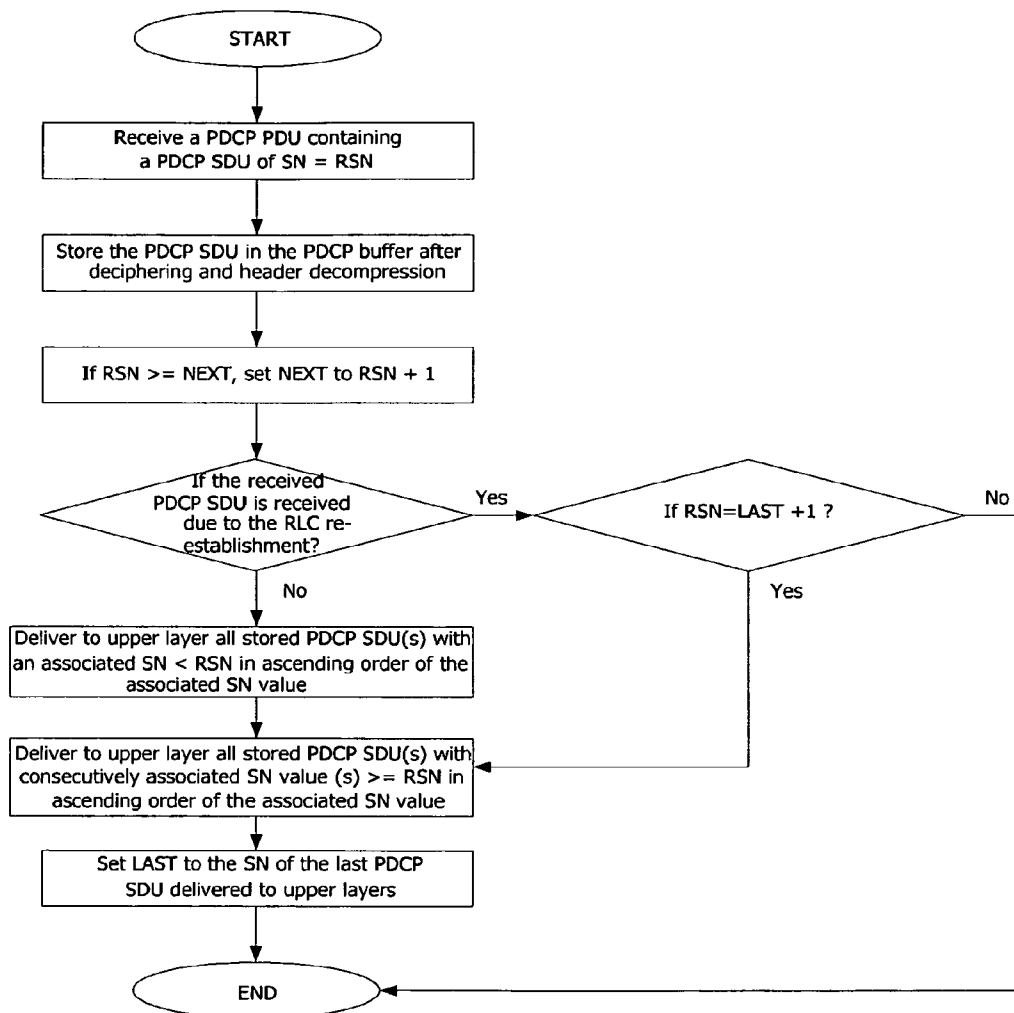 START
Receive a PDCP PDU containing
a PDCP SDU of SN = RSN
Store the PDCP SDU in the PDCP buffer after
deciphering and header decompression
If RSN >= NEXT, set NEXT to RSN + 1
If the received
PDCP SDU is received
due to the RLC re-
establishment?
Yes
If RSN=LAST +1 ?
No
No
Yes
Deliver to upper layer all stored PDCP SDU(s) with
an associated SN < RSN in ascending order of the
associated SN value
Deliver to upper layer all stored PDCP SDU(s) with
consecutively associated SN value (s) >= RSN in
ascending order of the associated SN value
Set LAST to the SN of the last PDCP
SDU delivered to upper layers
END